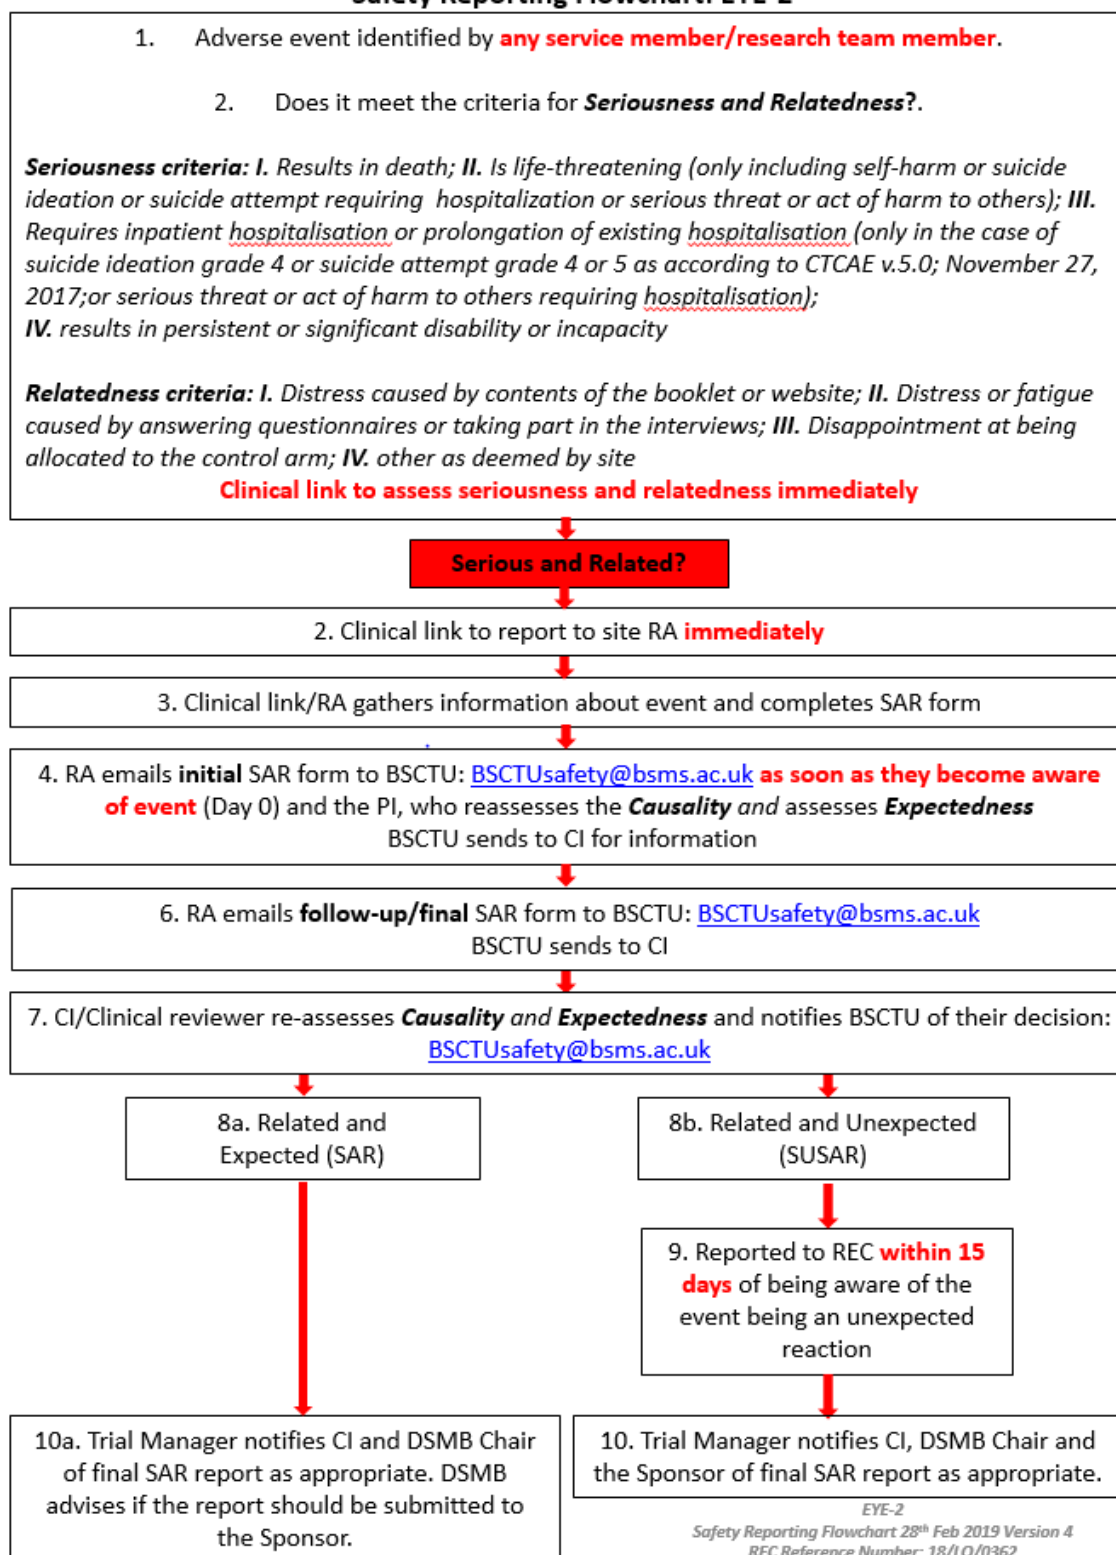 Safety Reporting Flowchart: EYE-2
1. Adverse event identified by any service member/research team member.
2. Does it meet the criteria for Seriousness and Relatedness?.
Seriousness criteria: I. Results in death; II. Is life-threatening (only including self-harm or suicide
ideation or suicide attempt requiring hospitalization or serious threat or act of harm to others); III.
Requires inpatient hospitalisation or prolongation of existing hospitalisation (only in the case of
suicide ideation grade 4 or suicide attempt grade 4 or 5 as according to CTCAE v.5.0; November 27,
2017;or serious threat or act of harm to others requiring hospitalisation);
IV. results in persistent or significant disability or incapacity
Relatedness criteria: I. Distress caused by contents of the booklet or website; II. Distress or fatigue
caused by answering questionnaires or taking part in the interviews; III. Disappointment at being
allocated to the control arm; IV. other as deemed by site
Clinical link to assess seriousness and relatedness immediately
Serious and Related?
2. Clinical link to report to site RA immediately
3. Clinical link/RA gathers information about event and completes SAR form
4. RA emails initial SAR form to BSCTU: BSCTUsafety@bsms.ac.uk as soon as they become aware
of event (Day 0) and the PI, who reassesses the Causality and assesses Expectedness
BSCTU sends to CI for information
6. RA emails follow-up/final SAR form to BSCTU: BSCTUsafety@bsms.ac.uk
BSCTU sends to CI
7. CI/Clinical reviewer re-assesses Causality and Expectedness and notifies BSCTU of their decision:
BSCTUsafety@bsms.ac.uk
8a. Related and
Expected (SAR)
8b. Related and Unexpected
(SUSAR)
9. Reported to REC within 15
days of being aware of the
event being an unexpected
reaction
10a. Trial Manager notifies CI and DSMB Chair
of final SAR report as appropriate. DSMB
advises if the report should be submitted to
the Sponsor.
10. Trial Manager notifies CI, DSMB Chair and
the Sponsor of final SAR report as appropriate.
EYE-2
Safety Reporting Flowchart 28th Feb 2019 Version 4
REC Reference Number: 18/LO/0362